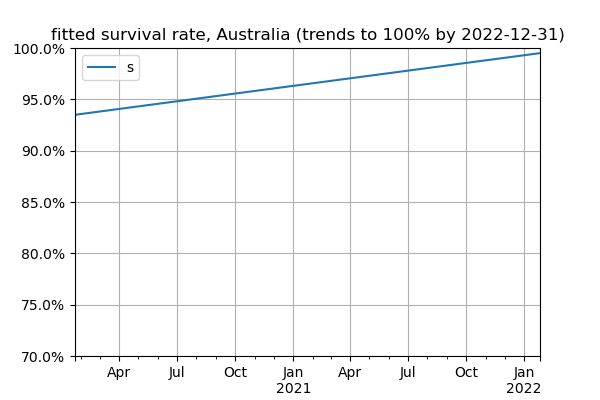 fitted survival rate, Australia (trends to 100% by 2022-12-31)
100.0%
s
95.0%
90.0%
85.0%
80.0%
75.0%
70.0%
Apr Jul Oct Jan Apr Jul Oct Jan
2021 2022